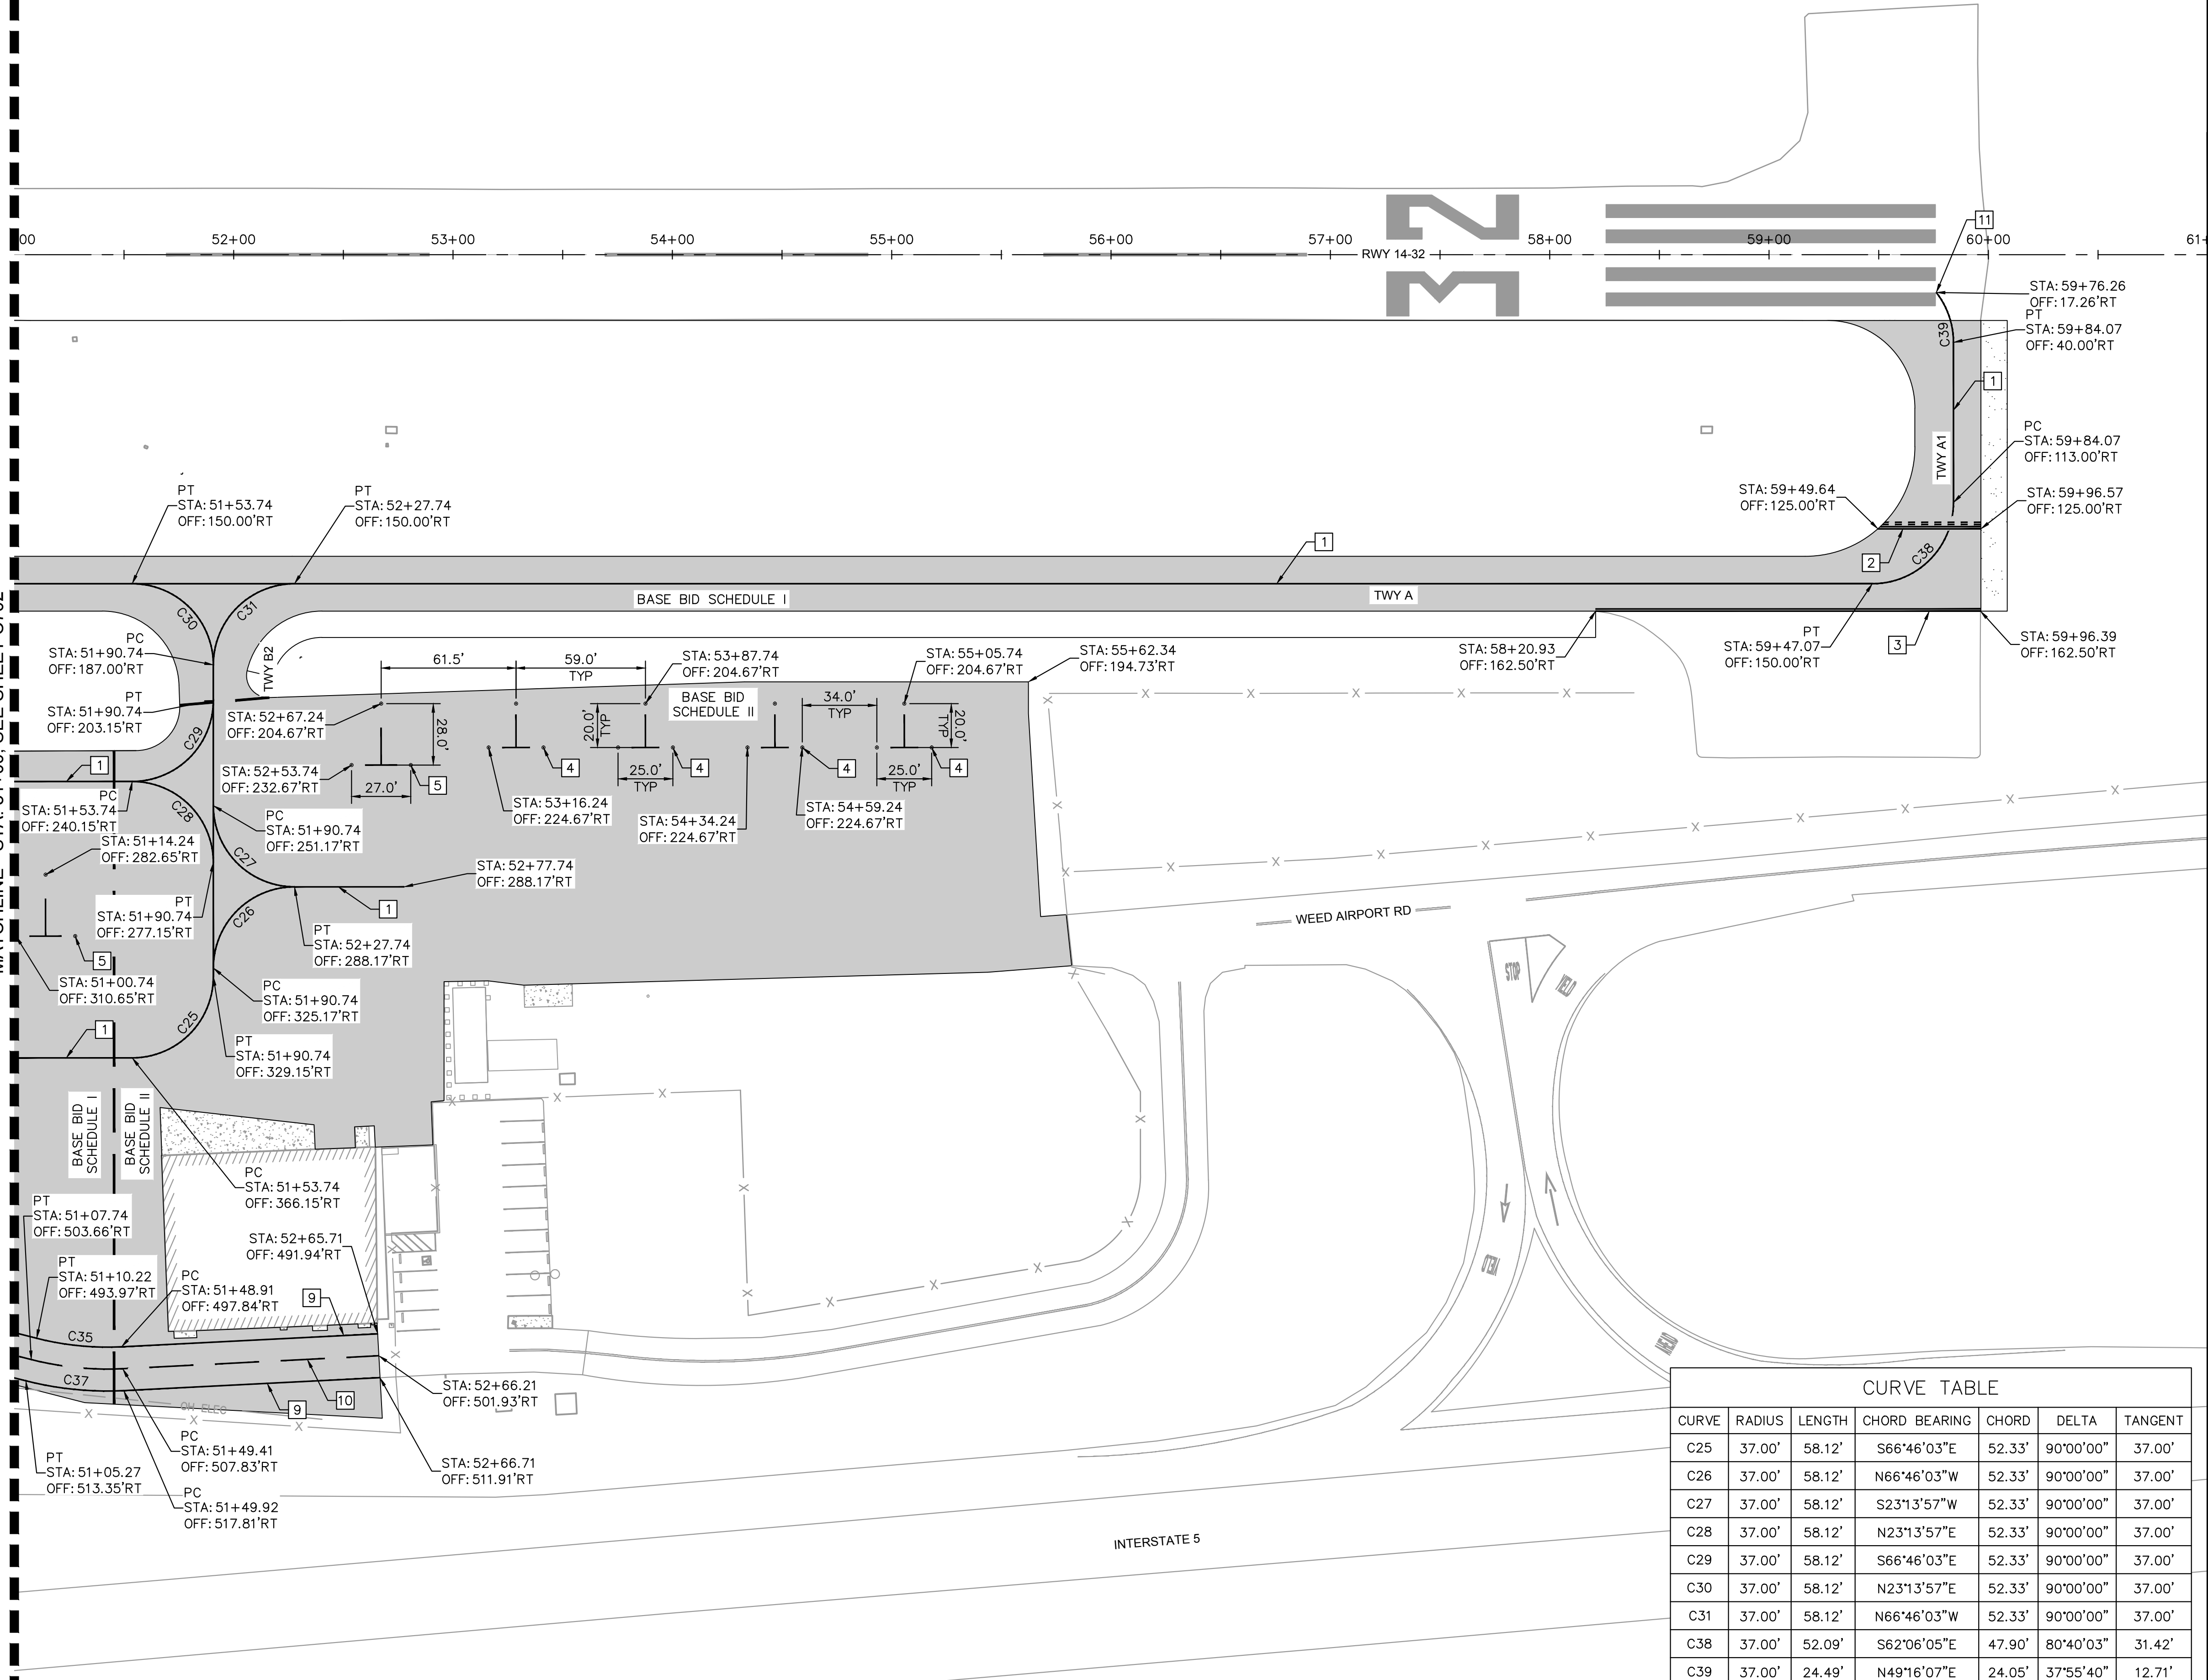 00
52+00
53+00
54+00
55+00
56+00
57+00
58+00
59+00
60+00
61+
RWY 14-32
32
11
STA: 59+76.26
OFF: 17.26'RT
PT
STA: 59+84.07
OFF: 40.00'RT
C39
1
TWY A1
PC
STA: 59+84.07
OFF: 113.00'RT
STA: 59+49.64
OFF: 125.00'RT
STA: 59+96.57
OFF: 125.00'RT
2
C38
PT
STA: 51+53.74
OFF: 150.00'RT
PT
STA: 52+27.74
OFF: 150.00'RT
1
BASE BID SCHEDULE I
TWY A
C30
C31
TWY B2
PC
STA: 51+90.74
OFF: 187.00'RT
PT
STA: 51+90.74
OFF: 203.15'RT
61.5'
59.0'
TYP
STA: 53+87.74
OFF: 204.67'RT
STA: 55+05.74
OFF: 204.67'RT
STA: 55+62.34
OFF: 194.73'RT
STA: 58+20.93
OFF: 162.50'RT
PT
STA: 59+47.07
OFF: 150.00'RT
3
STA: 59+96.39
OFF: 162.50'RT
BASE BID
SCHEDULE II
34.0'
TYP
STA: 52+67.24
OFF: 204.67'RT
28.0'
20.0'
TYP
20.0'
TYP
C29
1
STA: 52+53.74
OFF: 232.67'RT
27.0'
5
4
25.0'
TYP
4
4
25.0'
TYP
4
PC
STA: 51+53.74
OFF: 240.15'RT
C28
STA: 53+16.24
OFF: 224.67'RT
STA: 54+34.24
OFF: 224.67'RT
STA: 54+59.24
OFF: 224.67'RT
PC
STA: 51+90.74
OFF: 251.17'RT
STA: 51+14.24
OFF: 282.65'RT
C27
STA: 52+77.74
OFF: 288.17'RT
1
C26
PT
STA: 51+90.74
OFF: 277.15'RT
PT
STA: 52+27.74
OFF: 288.17'RT
WEED AIRPORT RD
STOP
5
STA: 51+00.74
OFF: 310.65'RT
PC
STA: 51+90.74
OFF: 325.17'RT
1
C25
PT
STA: 51+90.74
OFF: 329.15'RT
BASE BID
SCHEDULE I
BASE BID
SCHEDULE II
PC
STA: 51+53.74
OFF: 366.15'RT
PT
STA: 51+07.74
OFF: 503.66'RT
STA: 52+65.71
OFF: 491.94'RT
PT
STA: 51+10.22
OFF: 493.97'RT
PC
STA: 51+48.91
OFF: 497.84'RT
9
C35
C37
10
9
OH ELEC
STA: 52+66.21
OFF: 501.93'RT
PC
STA: 51+49.41
OFF: 507.83'RT
STA: 52+66.71
OFF: 511.91'RT
PT
STA: 51+05.27
OFF: 513.35'RT
PC
STA: 51+49.92
OFF: 517.81'RT
INTERSTATE 5
CURVE TABLE
CURVE RADIUS LENGTH CHORD BEARING CHORD DELTA TANGENT
C25 37.00' 58.12' S66°46'03"E 52.33' 90°00'00" 37.00'
C26 37.00' 58.12' N66°46'03"W 52.33' 90°00'00" 37.00'
C27 37.00' 58.12' S23°13'57"W 52.33' 90°00'00" 37.00'
C28 37.00' 58.12' N23°13'57"E 52.33' 90°00'00" 37.00'
C29 37.00' 58.12' S66°46'03"E 52.33' 90°00'00" 37.00'
C30 37.00' 58.12' N23°13'57"E 52.33' 90°00'00" 37.00'
C31 37.00' 58.12' N66°46'03"W 52.33' 90°00'00" 37.00'
C38 37.00' 52.09' S62°06'05"E 47.90' 80°40'03" 31.42'
C39 37.00' 24.49' N49°16'07"E 24.05' 37°55'40" 12.71'